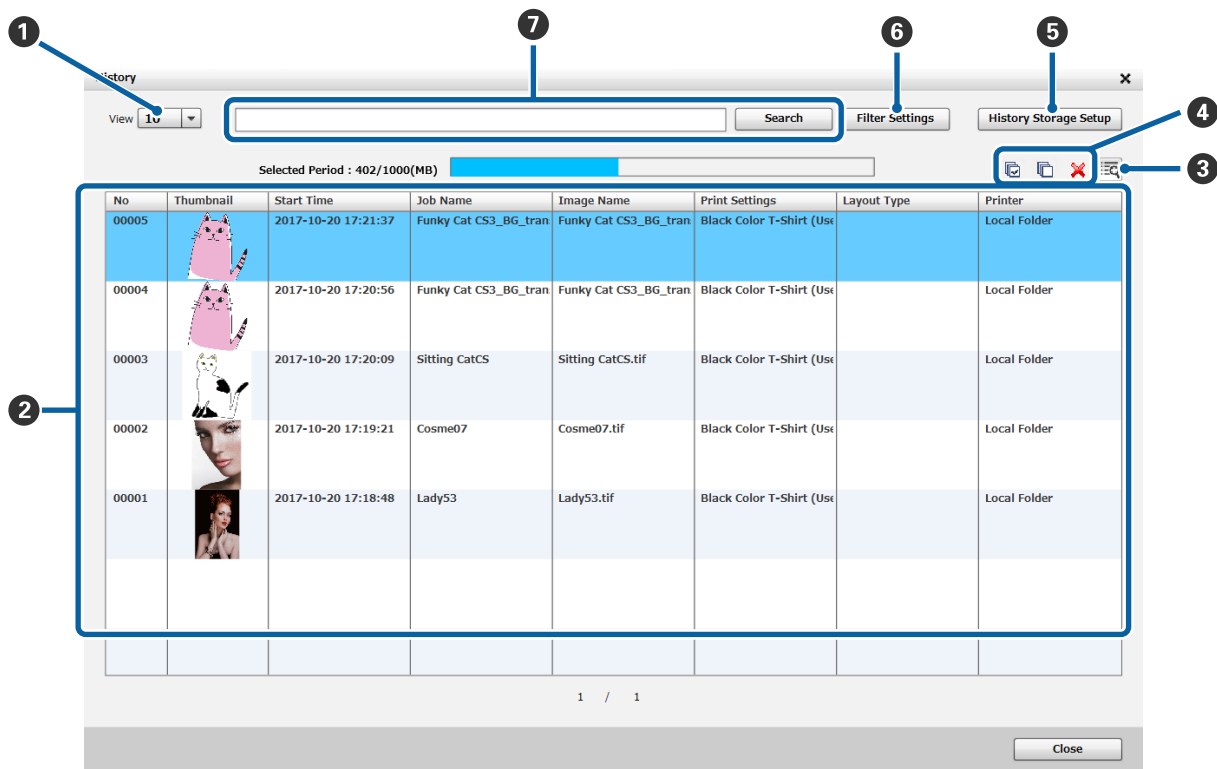 1 7 6 5
History
4
View 10 Search Filter Settings History Storage Setup
Selected Period : 402/1000(MB) 3
No Thumbnail Start Time Job Name Image Name Print Settings Layout Type Printer
00005 2017-10-20 17:21:37 Funky Cat CS3_BG_tran Funky Cat CS3_BG_tran Black Color T-Shirt (Use Local Folder
00004 2017-10-20 17:20:56 Funky Cat CS3_BG_tran Funky Cat CS3_BG_tran Black Color T-Shirt (Use Local Folder
00003 2017-10-20 17:20:09 Sitting CatCS Sitting CatCS.tif Black Color T-Shirt (Use Local Folder
2
00002 2017-10-20 17:19:21 Cosme07 Cosme07.tif Black Color T-Shirt (Use Local Folder
00001 2017-10-20 17:18:48 Lady53 Lady53.tif Black Color T-Shirt (Use Local Folder
1 / 1
Close